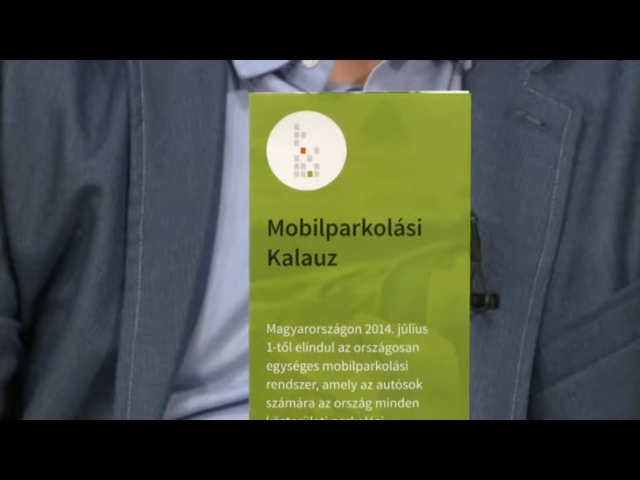 Mobilparkolási
Kalauz
Magyarországon 2014. július
1-től elindul az országosan
egységes mobilparkolási
rendszer, amely az autósok
számára az ország minden